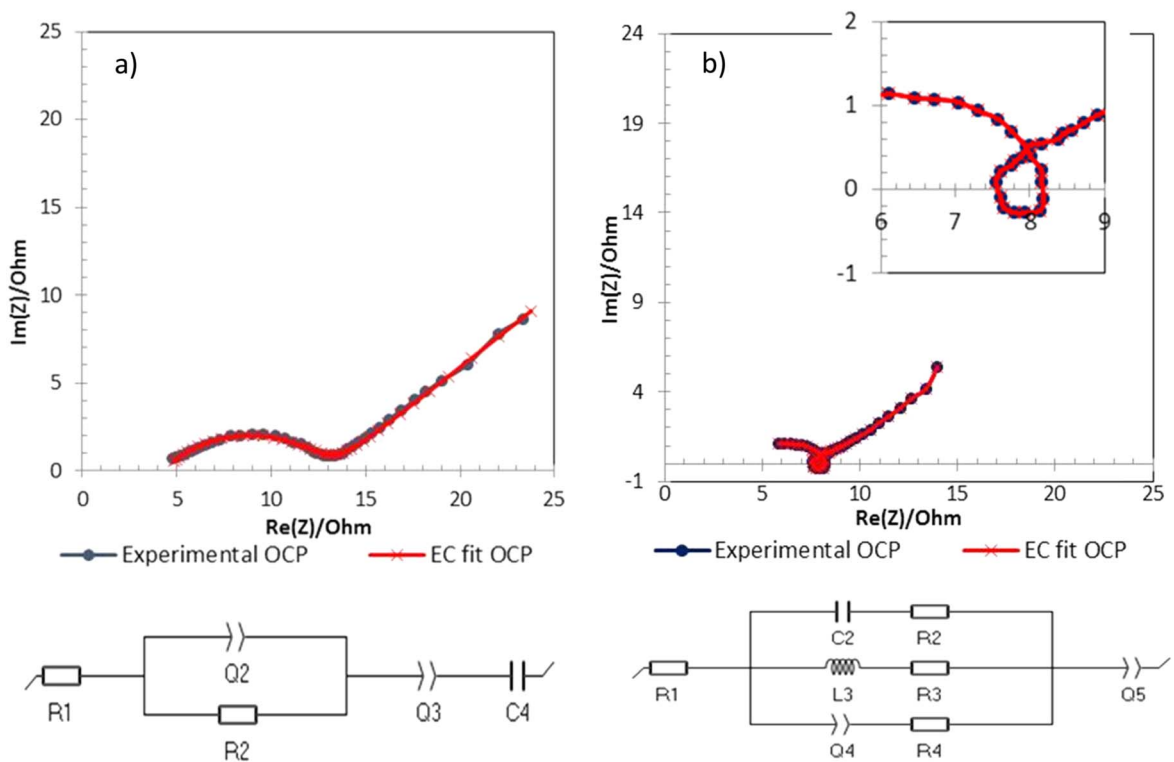 a)
25
20
15
10
5
0
Im(Z)/Ohm
0 5 10 15 20 25
Re(Z)/Ohm
Experimental OCP EC fit OCP
R1
Q2
R2
Q3
C4
b)
24
19
14
9
4
-1
Im(Z)/Ohm
0 5 10 15 20 25
Re(Z)/Ohm
2
1
0
-1
6 7 8 9
Experimental OCP EC fit OCP
R1
C2 R2
L3 R3
Q4 R4
Q5